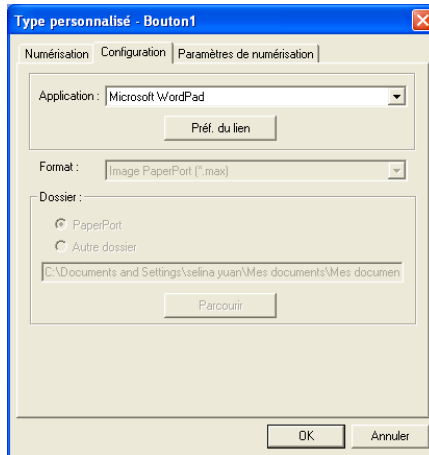 Type personnalisé - Bouton1
Numérisation Configuration Paramètres de numérisation
Application : Microsoft WordPad
Préf. du lien
Format : Image PaperPort (*.max)
Dossier :
PaperPort
Autre dossier
C:\Documents and Settings\selina yuan\Mes documents\Mes documen
Parcourir
OK Annuler